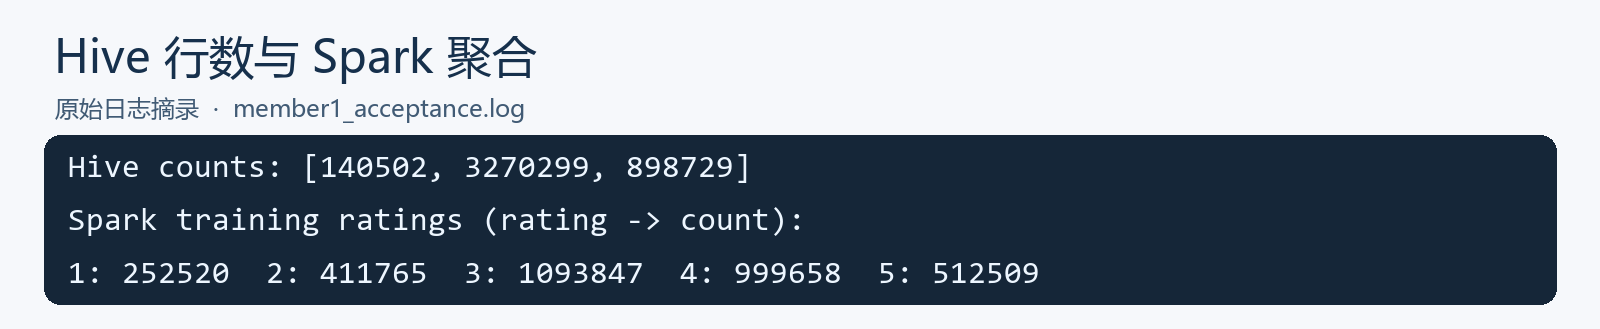 Hive 行数与 Spark 聚合
原始日志摘录 · member1_acceptance.log
Hive counts: [140502, 3270299, 898729]
Spark training ratings (rating -> count):
1: 252520  2: 411765  3: 1093847  4: 999658  5: 512509